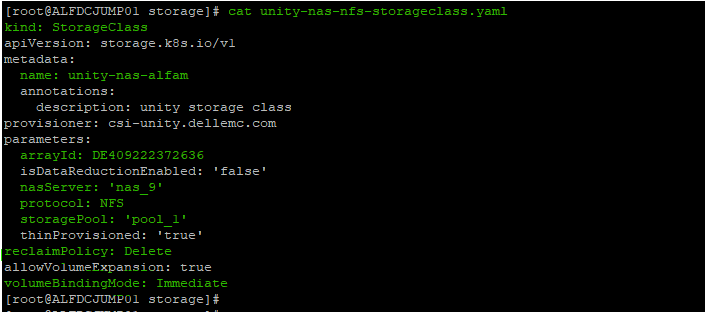 [root@ALFDCJUMP01 storage]# cat unity-nas-nfs-storageclass.yaml
kind: StorageClass
apiVersion: storage.k8s.io/v1
metadata:
  name: unity-nas-alfam
  annotations:
    description: unity storage class
provisioner: csi-unity.dellemc.com
parameters:
  arrayId: DE409222372636
  isDataReductionEnabled: 'false'
  nasServer: 'nas_9'
  protocol: NFS
  storagePool: 'pool_1'
  thinProvisioned: 'true'
reclaimPolicy: Delete
allowVolumeExpansion: true
volumeBindingMode: Immediate
[root@ALFDCJUMP01 storage]#